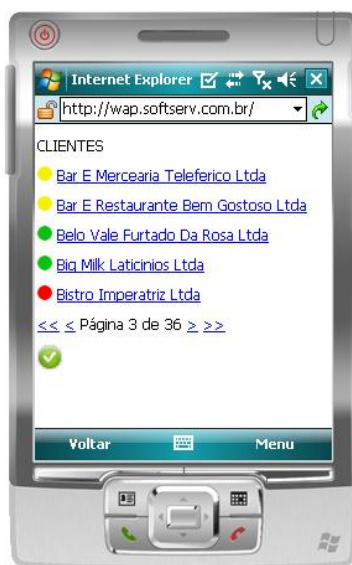 Internet Explorer
http://wap.softserv.com.br/
CLIENTES
Bar E Mercearia Teleferico Ltda
Bar E Restaurante Bem Gostoso Ltda
Belo Vale Furtado Da Rosa Ltda
Big Milk Laticinios Ltda
Bistro Imperatriz Ltda
<< < Página 3 de 36 > >>
Voltar Menu